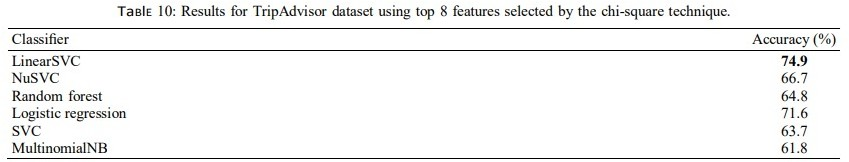 TABLE 10: Results for TripAdvisor dataset using top 8 features selected by the chi-square technique.
Classifier Accuracy (%)
LinearSVC 74.9
NuSVC 66.7
Random forest 64.8
Logistic regression 71.6
SVC 63.7
MultinomialNB 61.8